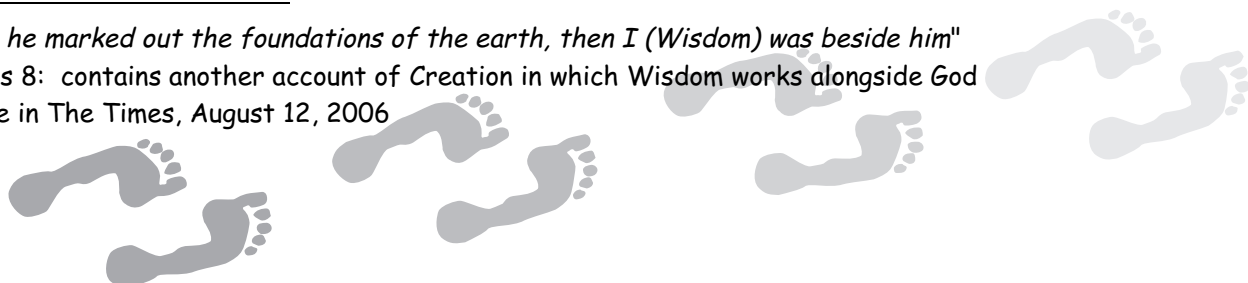 he marked out the foundations of the earth, then I (Wisdom) was beside him"
s 8: contains another account of Creation in which Wisdom works alongside God
e in The Times, August 12, 2006